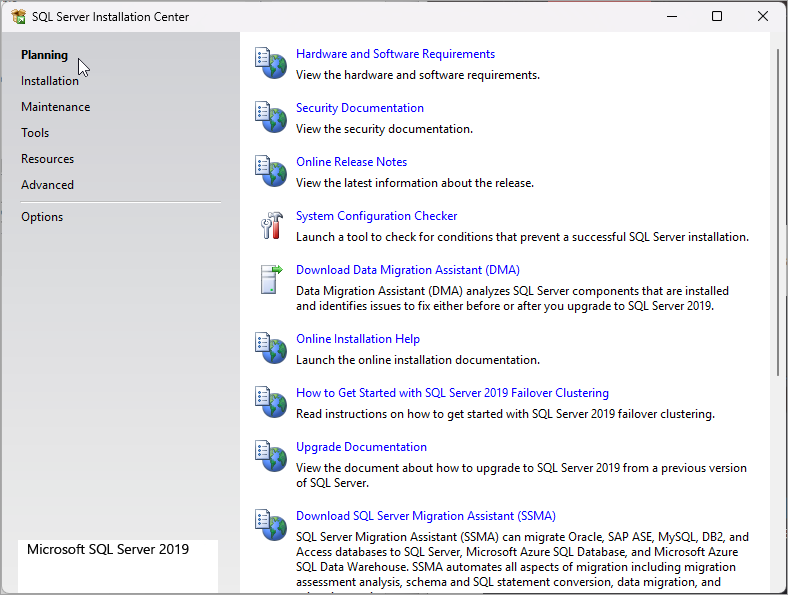 SQL Server Installation Center
Planning
Installation
Maintenance
Tools
Resources
Advanced
Options
Microsoft SQL Server 2019
Hardware and Software Requirements
View the hardware and software requirements.
Security Documentation
View the security documentation.
Online Release Notes
View the latest information about the release.
System Configuration Checker
Launch a tool to check for conditions that prevent a successful SQL Server installation.
Download Data Migration Assistant (DMA)
Data Migration Assistant (DMA) analyzes SQL Server components that are installed
and identifies issues to fix either before or after you upgrade to SQL Server 2019.
Online Installation Help
Launch the online installation documentation.
How to Get Started with SQL Server 2019 Failover Clustering
Read instructions on how to get started with SQL Server 2019 failover clustering.
Upgrade Documentation
View the document about how to upgrade to SQL Server 2019 from a previous version
of SQL Server.
Download SQL Server Migration Assistant (SSMA)
SQL Server Migration Assistant (SSMA) can migrate Oracle, SAP ASE, MySQL, DB2, and
Access databases to SQL Server, Microsoft Azure SQL Database, and Microsoft Azure
SQL Data Warehouse. SSMA automates all aspects of migration including migration
assessment analysis, schema and SQL statement conversion, data migration, and